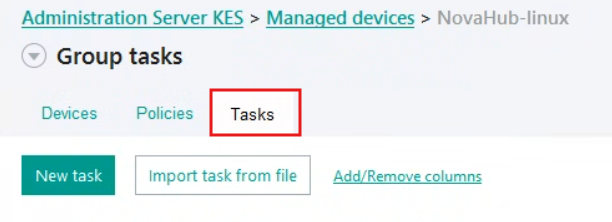 Administration Server KES > Managed devices > NovaHub-linux
Group tasks
Devices Policies Tasks
New task Import task from file Add/Remove columns